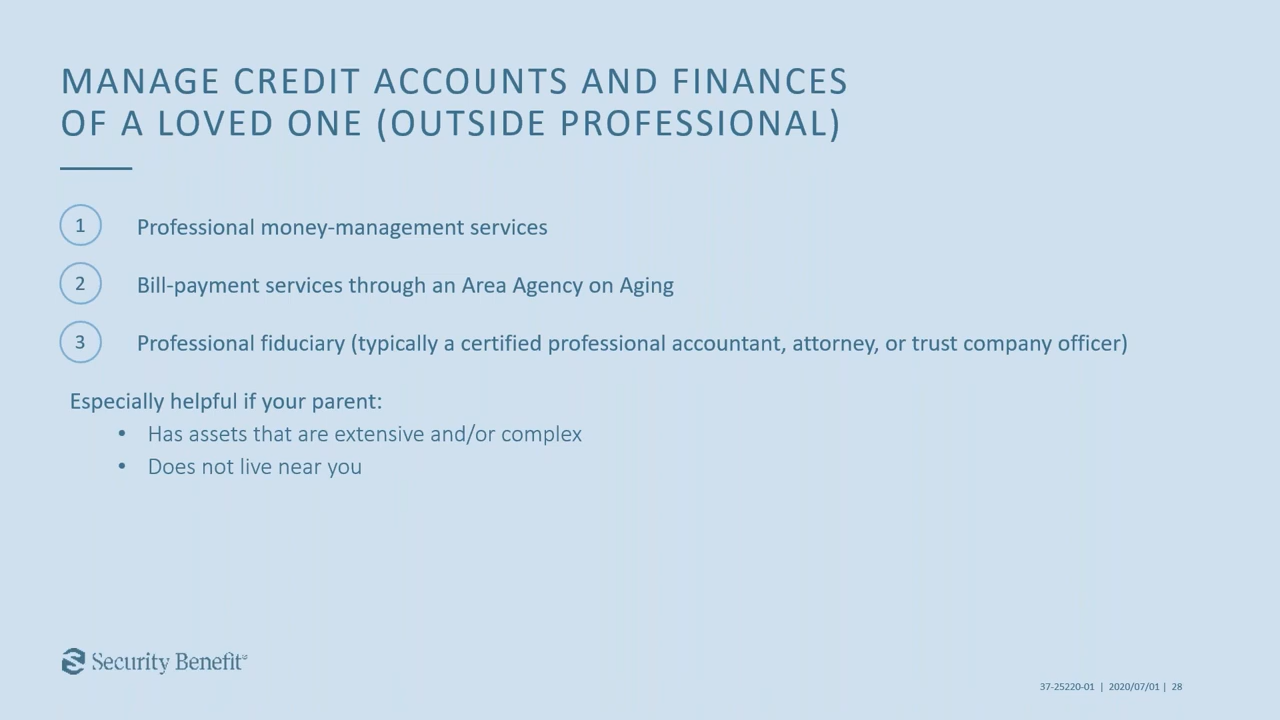 MANAGE CREDIT ACCOUNTS AND FINANCES
OF A LOVED ONE (OUTSIDE PROFESSIONAL)
1 Professional money-management services
2 Bill-payment services through an Area Agency on Aging
3 Professional fiduciary (typically a certified professional accountant, attorney, or trust company officer)
Especially helpful if your parent:
• Has assets that are extensive and/or complex
• Does not live near you
Security Benefit
37-25220-01 | 2020/07/01 | 28